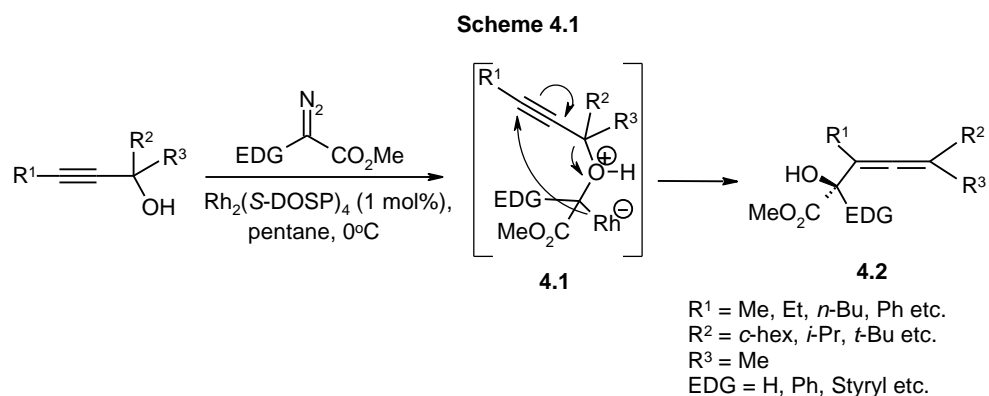 Scheme 4.1
R1
R2
R3
OH
N2
EDG
CO2Me
Rh2(S-DOSP)4 (1 mol%),
pentane, 0oC
R1
R2
R3
O
H
EDG
MeO2C
Rh
4.1
R1
R2
HO
R3
MeO2C
EDG
4.2
R1 = Me, Et, n-Bu, Ph etc.
R2 = c-hex, i-Pr, t-Bu etc.
R3 = Me
EDG = H, Ph, Styryl etc.